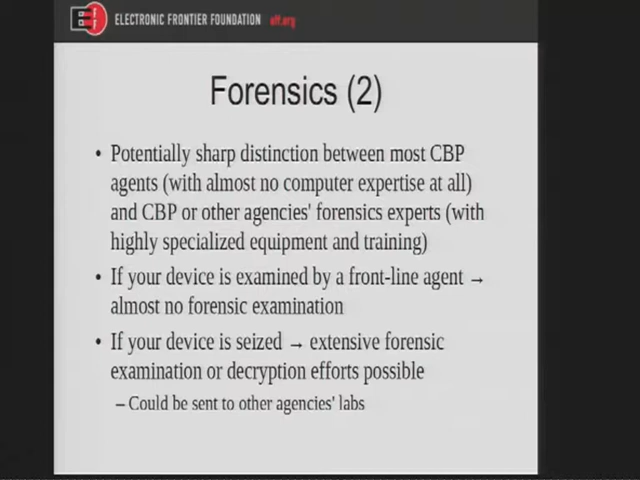 EFF ELECTRONIC FRONTIER FOUNDATION eff.org
Forensics (2)
• Potentially sharp distinction between most CBP
agents (with almost no computer expertise at all)
and CBP or other agencies' forensics experts (with
highly specialized equipment and training)
• If your device is examined by a front-line agent →
almost no forensic examination
• If your device is seized → extensive forensic
examination or decryption efforts possible
– Could be sent to other agencies' labs